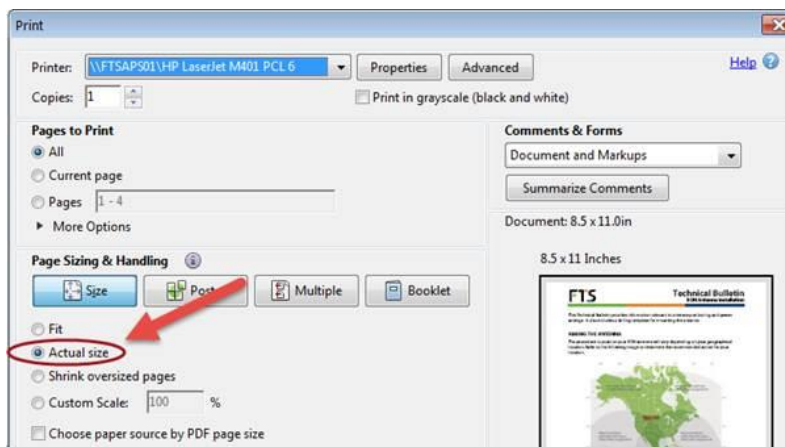 Print
Printer: \\FTSAPS01\HP LaserJet M401 PCL 6 Properties Advanced Help
Copies: 1 Print in grayscale (black and white)
Pages to Print
All
Current page
Pages 1 - 4
More Options
Comments & Forms
Document and Markups
Summarize Comments
Document: 8.5 x 11.0in
8.5 x 11 Inches
Page Sizing & Handling
Size Post Multiple Booklet
Fit
Actual size
Shrink oversized pages
Custom Scale: 100 %
Choose paper source by PDF page size
FTS Technical Bulletin